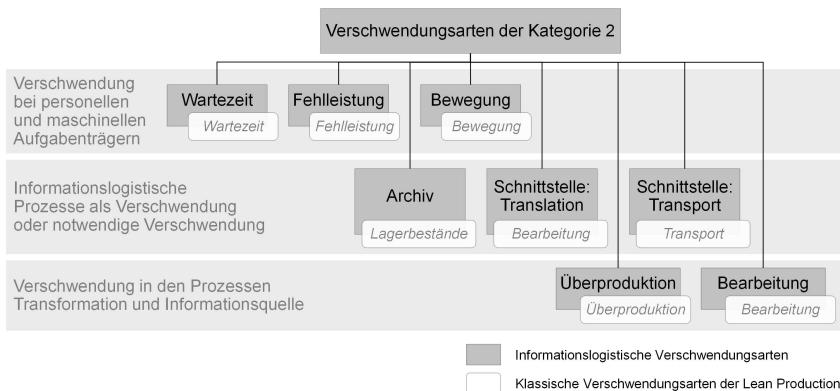 Verschwendungsarten der Kategorie 2
Verschwendung
bei personellen
und maschinellen
Aufgabenträgern
Wartezeit
Wartezeit
Fehlleistung
Fehlleistung
Bewegung
Bewegung
Informationslogistische
Prozesse als Verschwendung
oder notwendige Verschwendung
Archiv
Lagerbestände
Schnittstelle:
Translation
Bearbeitung
Schnittstelle:
Transport
Transport
Verschwendung in den Prozessen
Transformation und Informationsquelle
Überproduktion
Überproduktion
Bearbeitung
Bearbeitung
Informationslogistische Verschwendungsarten
Klassische Verschwendungsarten der Lean Production